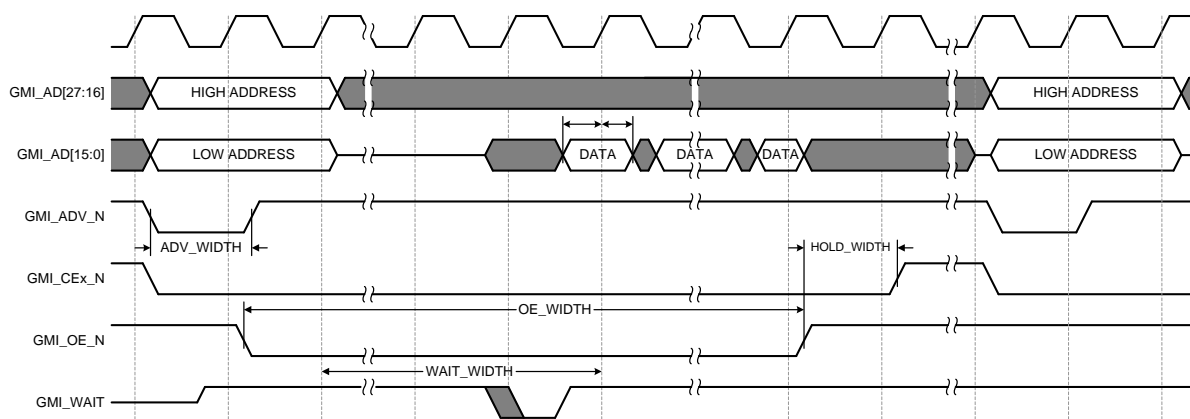 GMI_AD[27:16]
HIGH ADDRESS
HIGH ADDRESS
GMI_AD[15:0]
LOW ADDRESS
DATA
DATA
DATA
LOW ADDRESS
GMI_ADV_N
ADV_WIDTH
HOLD_WIDTH
GMI_CEx_N
OE_WIDTH
GMI_OE_N
WAIT_WIDTH
GMI_WAIT